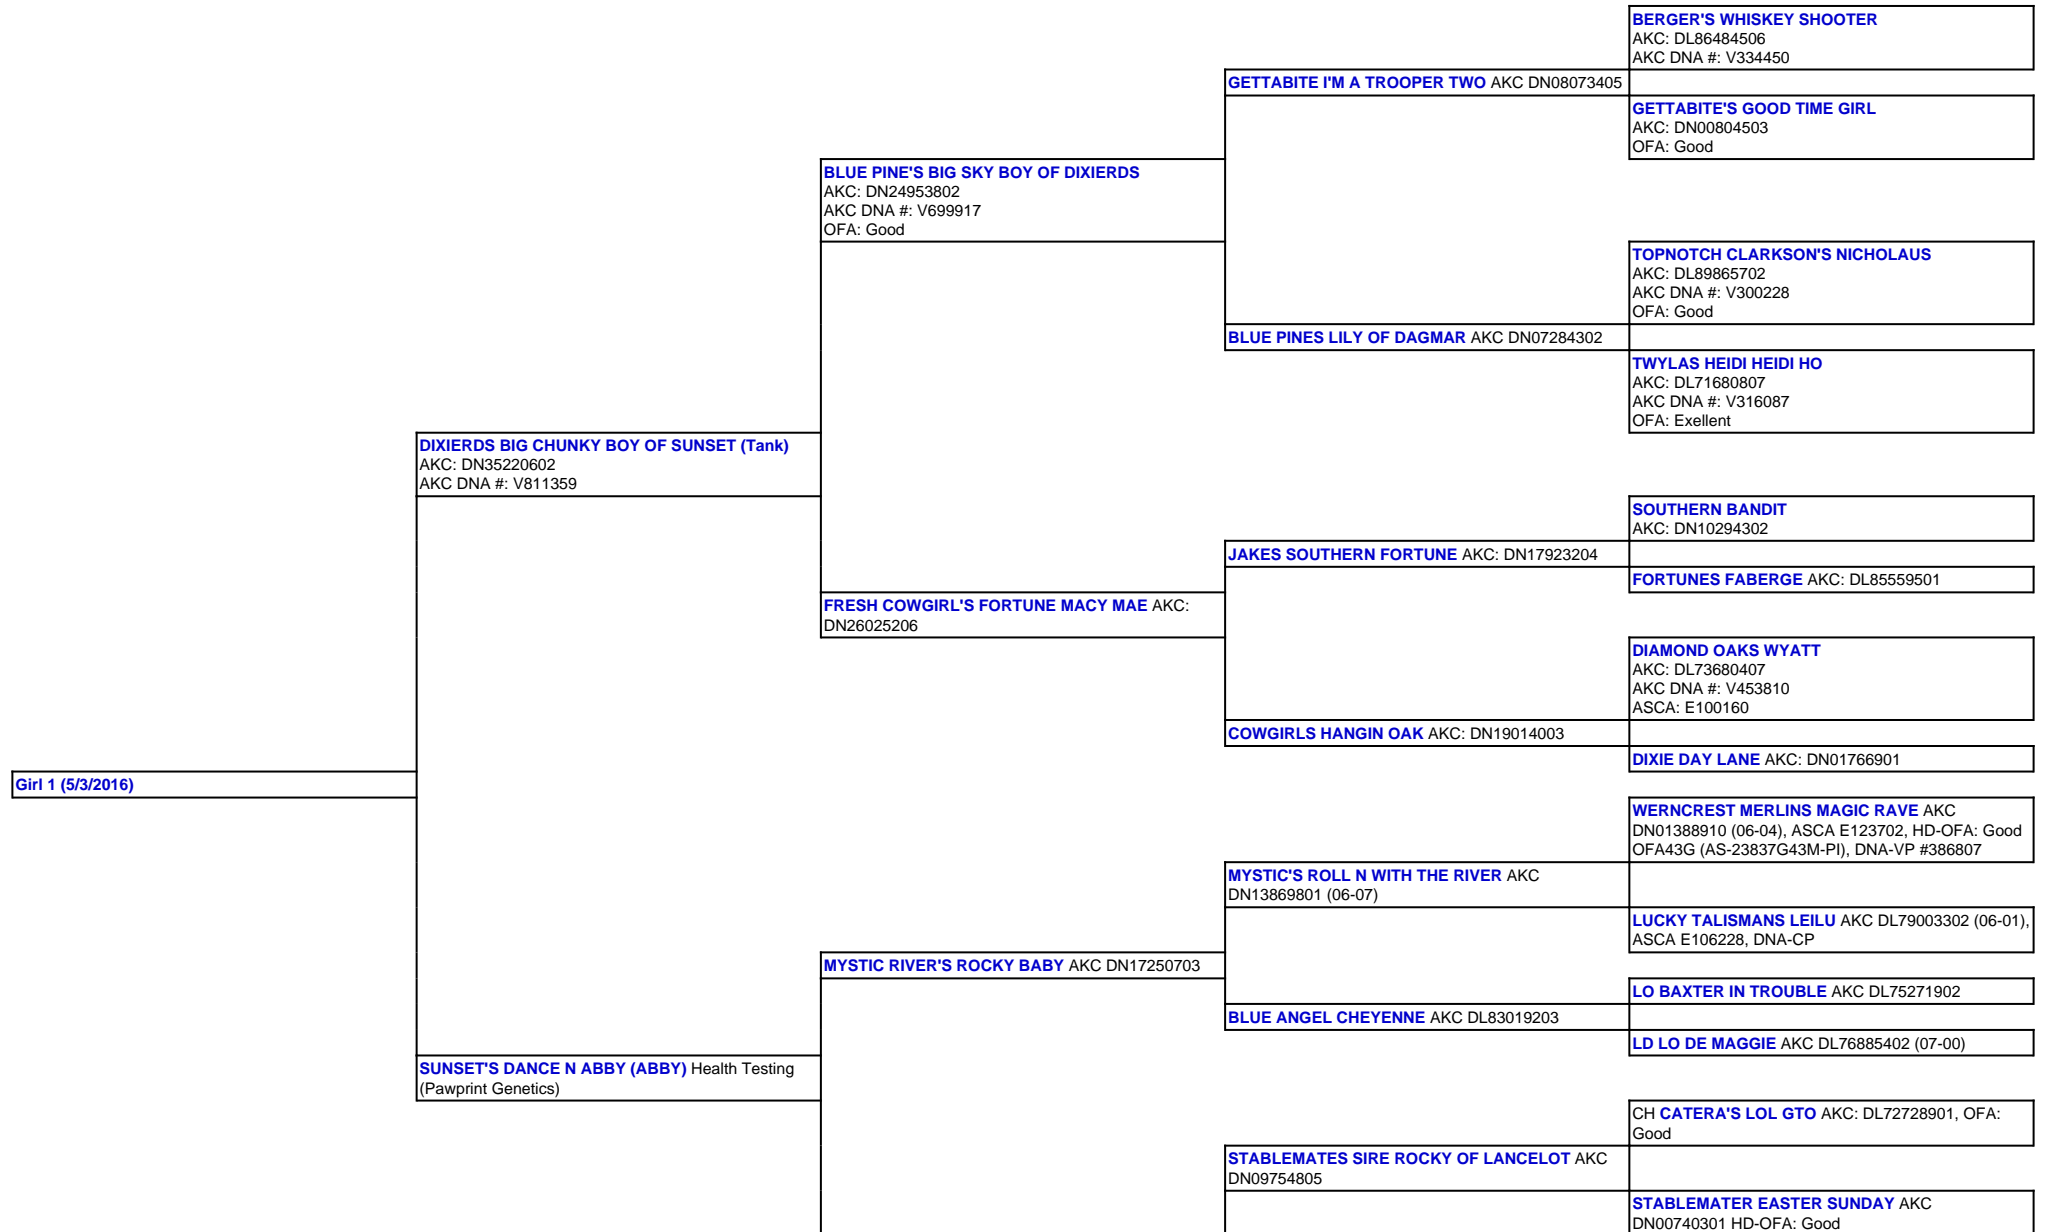 BERGER'S WHISKEY SHOOTER
AKC: DL86484506
AKC DNA #: V334450
GETTABITE I'M A TROOPER TWO AKC DN08073405
GETTABITE'S GOOD TIME GIRL
AKC: DN00804503
OFA: Good
BLUE PINE'S BIG SKY BOY OF DIXIERDS
AKC: DN24953802
AKC DNA #: V699917
OFA: Good
TOPNOTCH CLARKSON'S NICHOLAUS
AKC: DL89865702
AKC DNA #: V300228
OFA: Good
BLUE PINES LILY OF DAGMAR AKC DN07284302
TWYLAS HEIDI HEIDI HO
AKC: DL71680807
AKC DNA #: V316087
OFA: Exellent
DIXIERDS BIG CHUNKY BOY OF SUNSET (Tank)
AKC: DN35220602
AKC DNA #: V811359
SOUTHERN BANDIT
AKC: DN10294302
JAKES SOUTHERN FORTUNE AKC: DN17923204
FORTUNES FABERGE AKC: DL85559501
FRESH COWGIRL'S FORTUNE MACY MAE AKC:
DN26025206
DIAMOND OAKS WYATT
AKC: DL73680407
AKC DNA #: V453810
ASCA: E100160
COWGIRLS HANGIN OAK AKC: DN19014003
DIXIE DAY LANE AKC: DN01766901
Girl 1 (5/3/2016)
WERNCREST MERLINS MAGIC RAVE AKC
DN01388910 (06-04), ASCA E123702, HD-OFA: Good
OFA43G (AS-23837G43M-PI), DNA-VP #386807
MYSTIC'S ROLL N WITH THE RIVER AKC
DN13869801 (06-07)
LUCKY TALISMANS LEILU AKC DL79003302 (06-01),
ASCA E106228, DNA-CP
MYSTIC RIVER'S ROCKY BABY AKC DN17250703
LO BAXTER IN TROUBLE AKC DL75271902
BLUE ANGEL CHEYENNE AKC DL83019203
LD LO DE MAGGIE AKC DL76885402 (07-00)
SUNSET'S DANCE N ABBY (ABBY) Health Testing
(Pawprint Genetics)
CH CATERA'S LOL GTO AKC: DL72728901, OFA:
Good
STABLEMATES SIRE ROCKY OF LANCELOT AKC
DN09754805
STABLEMATER EASTER SUNDAY AKC
DN00740301 HD-OFA: Good